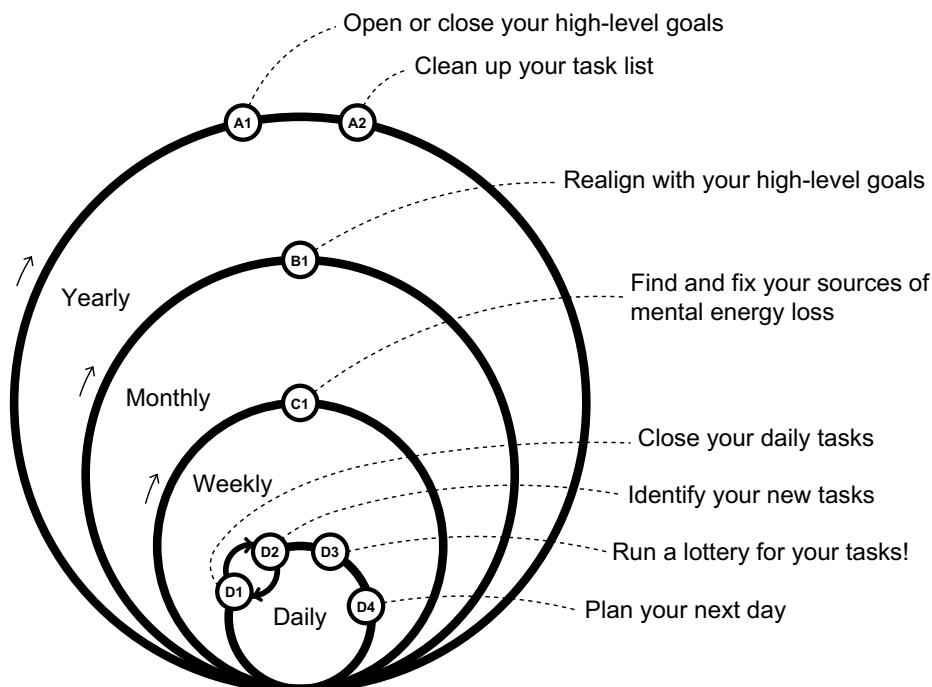 Open or close your high-level goals
Clean up your task list
A1
A2
Realign with your high-level goals
B1
Yearly
Find and fix your sources of
mental energy loss
Monthly
C1
Close your daily tasks
Weekly
Identify your new tasks
D2
D3
Run a lottery for your tasks!
D1
D4
Daily
Plan your next day